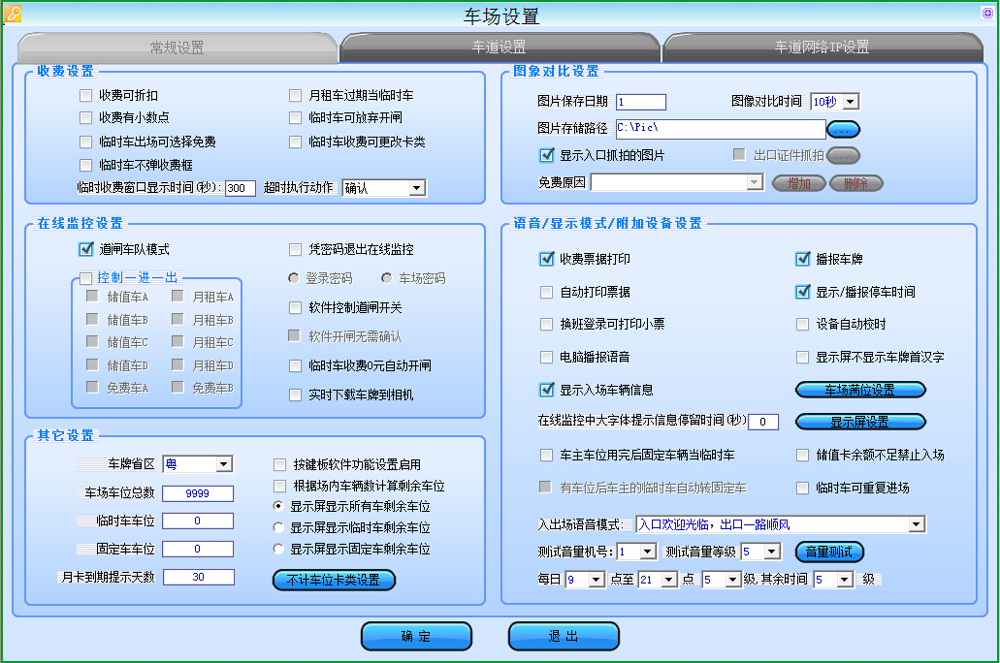 车场设置
常规设置
车道设置
车道网络IP设置
收费设置
收费可折扣
月租车过期当临时车
收费有小数点
临时车可放弃开闸
临时车出场可选择免费
临时车收费可更改卡类
临时车不弹收费框
临时收费窗口显示时间(秒): 300 超时执行动作 确认
图象对比设置
图片保存日期 1 图像对比时间 10秒
图片存储路径 C:\Pic\ ...
显示入口抓拍的图片
出口证件抓拍 ...
免费原因 增加 删除
在线监控设置
道闸车队模式
凭密码退出在线监控
控制一进一出
登录密码 车场密码
储值车A 月租车A
软件控制道闸开关
储值车B 月租车B
软件开闸无需确认
储值车C 月租车C
临时车收费0元自动开闸
储值车D 月租车D
实时下载车牌到相机
免费车A 免费车B
语音/显示模式/附加设备设置
收费票据打印
播报车牌
自动打印票据
显示/播报停车时间
换班登录可打印小票
设备自动校时
电脑播报语音
显示屏不显示车牌首汉字
显示入场车辆信息
车场满位设置
在线监控中大字体提示信息停留时间(秒) 0
显示屏设置
车主车位用完后固定车辆当临时车
储值卡余额不足禁止入场
有车位后车主的临时车自动转固定车
临时车可重复进场
入出场语音模式: 入口欢迎光临，出口一路顺风
测试音量机号: 1 测试音量等级 5 音量测试
每日 9 点至 21 点 5 级,其余时间 5 级
其它设置
车牌省区 粤
按键板软件功能设置启用
车场车位总数 9999
根据场内车辆数计算剩余车位
显示屏显示所有车剩余车位
临时车车位 0
显示屏显示临时车剩余车位
固定车车位 0
显示屏显示固定车剩余车位
月卡到期提示天数 30
不计车位卡类设置
确 定
退 出